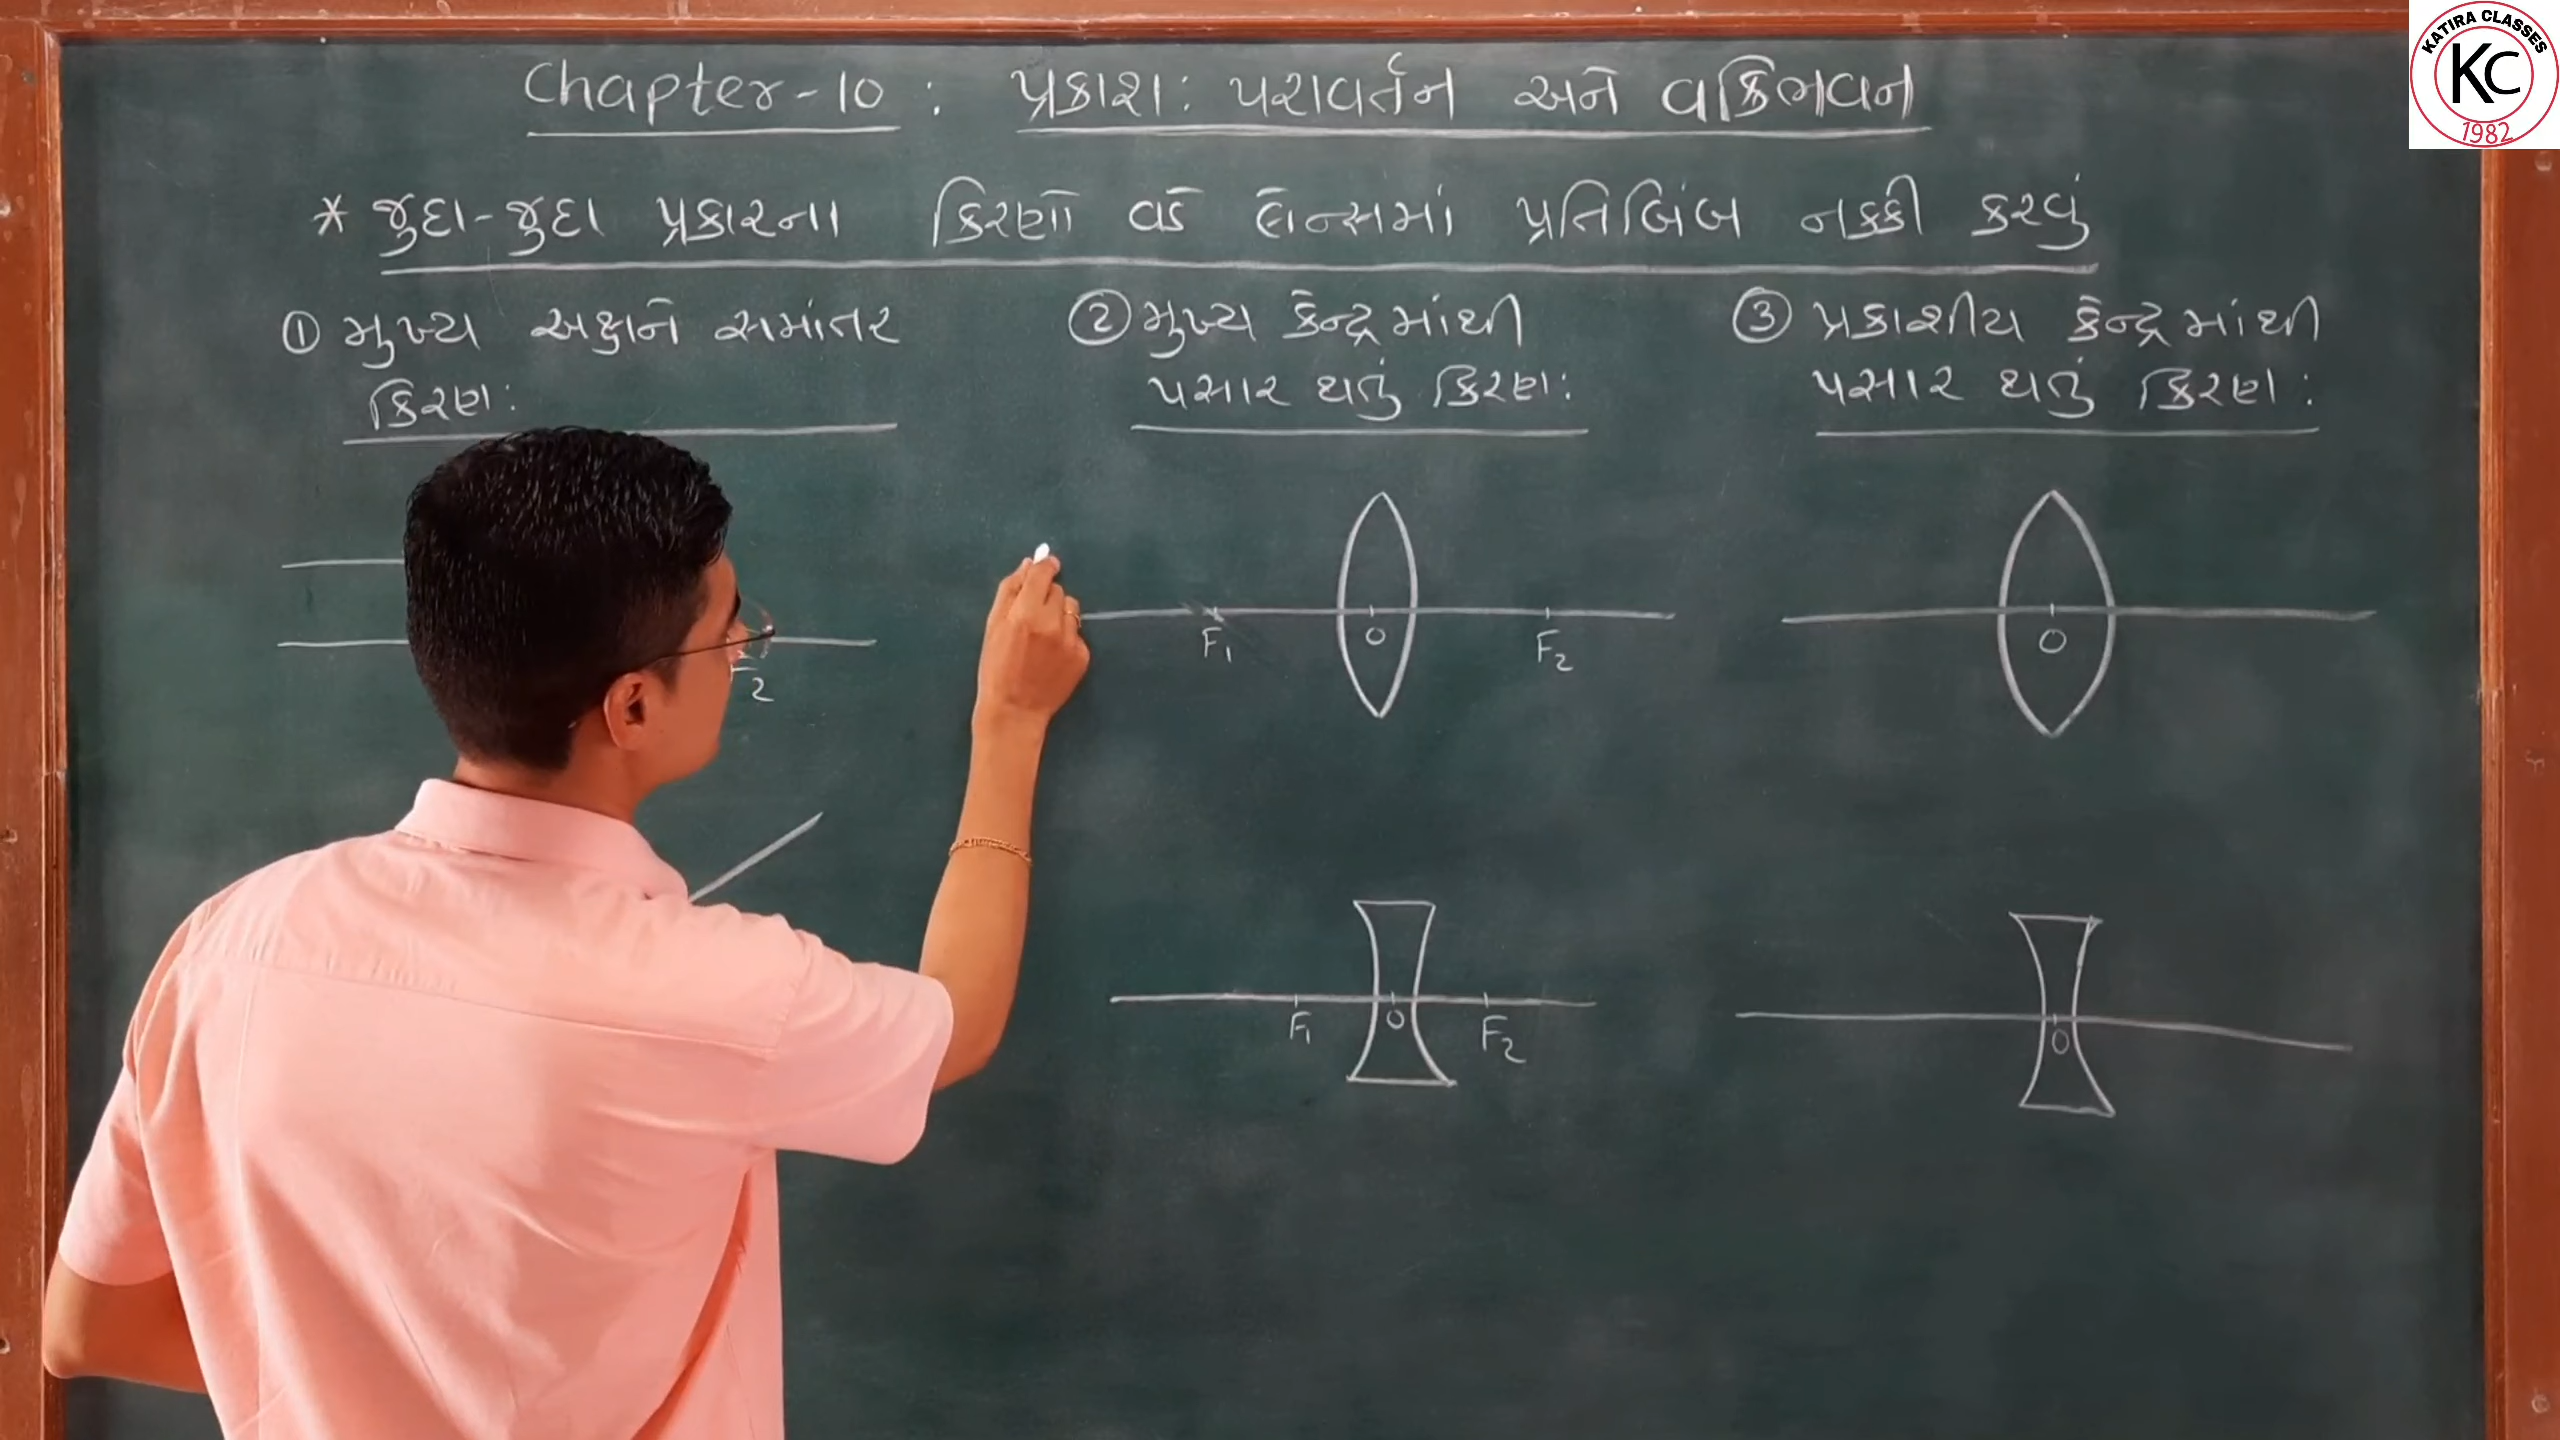 Chapter-10 : પ્રકાશ: પરાવર્તન અને વક્રિભવન
* જુદા-જુદા પ્રકારના કિરણો વડે લેન્સમાં પ્રતિબિંબ નક્કી કરવું
① મુખ્ય અક્ષને સમાંતર
કિરણ:
② મુખ્ય કેન્દ્રમાંથી
પસાર થતું કિરણ:
③ પ્રકાશીય કેન્દ્રમાંથી
પસાર થતું કિરણ:
F₂
F₁ O F₂
O
F₁ O F₂
O
KATIRA CLASSES
KC
1982